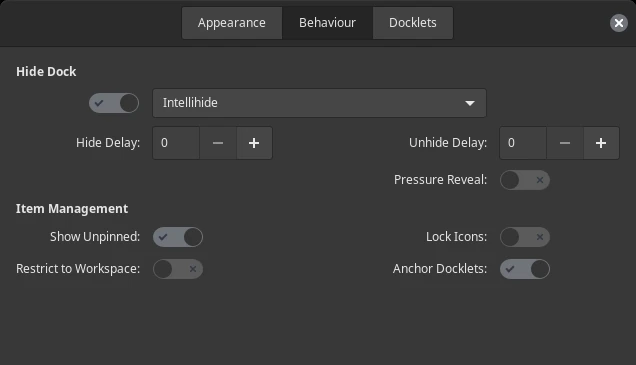 Appearance Behaviour Docklets
Hide Dock
Intellihide
Hide Delay: 0 Unhide Delay: 0
Pressure Reveal:
Item Management
Show Unpinned: Lock Icons:
Restrict to Workspace: Anchor Docklets: